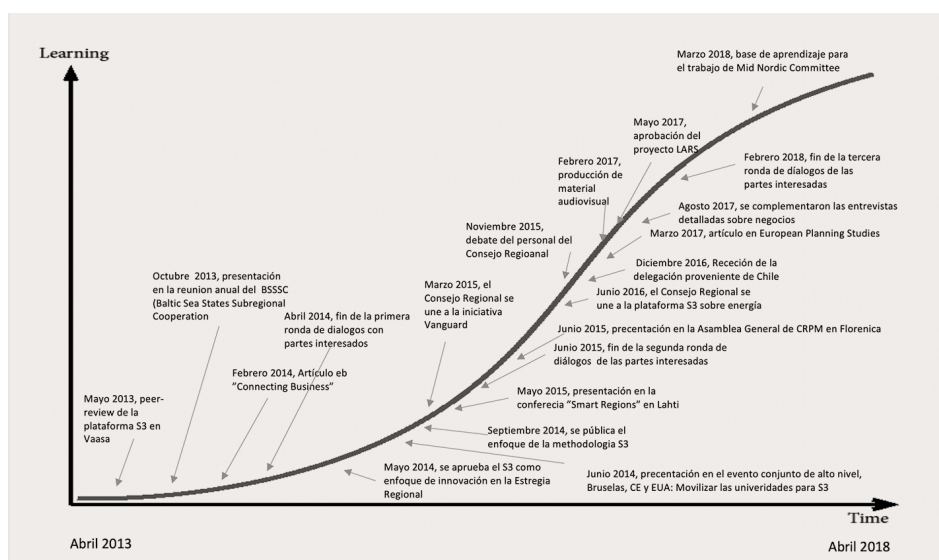 Learning
Marzo 2018, base de aprendizaje para
el trabajo de Mid Nordic Committee
Mayo 2017,
aprobación del
proyecto LARS
Febrero 2017,
producción de
material
audiovisual
Febrero 2018, fin de la tercera
ronda de díalogos de las
partes interesadas
Agosto 2017, se complementaron las entrevistas
detalladas sobre negocios
Marzo 2017, artículo en European Planning Studies
Noviembre 2015,
debate del personal del
Consejo Regioanal
Diciembre 2016, Receción de la
delegación proveniente de Chile
Junio 2016, el Consejo Regional se
une a la plataforma S3 sobre energía
Octubre 2013, presentación
en la reunion anual del BSSSC
(Baltic Sea States Subregional
Cooperation
Marzo 2015, el
Consejo Regional se
une a la iniciativa
Vanguard
Abril 2014, fin de la primera
ronda de dialogos con
partes interesados
Junio 2015, precentación en la Asamblea General de CRPM en Florenica
Junio 2015, fin de la segunda ronda de
diálogos de las partes interesadas
Febrero 2014, Artículo eb
"Connecting Business"
Mayo 2015, presentación en la
conferecia "Smart Regions" en Lahti
Mayo 2013, peer-
review de la
plataforma S3 en
Vaasa
Septiembre 2014, se pública el
enfoque de la methodologia S3
Mayo 2014, se aprueba el S3 como
enfoque de innovación en la Estregia
Regional
Junio 2014, precentación en el evento conjunto de alto nivel,
Bruselas, CE y EUA: Movilizar las univeridades para S3
Time
Abril 2013
Abril 2018